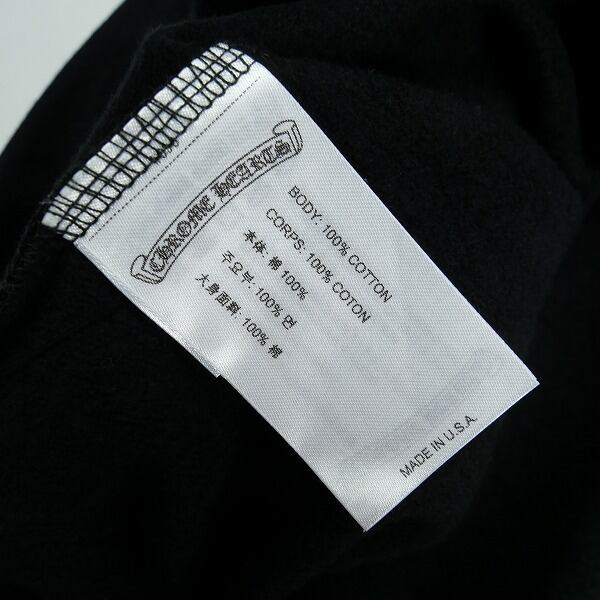 CHROME HEARTS
BODY: 100% COTTON
CORPS: 100% COTON
本体: 棉 100%
주요부: 100% 면
大身面料: 100% 棉
MADE IN U.S.A.